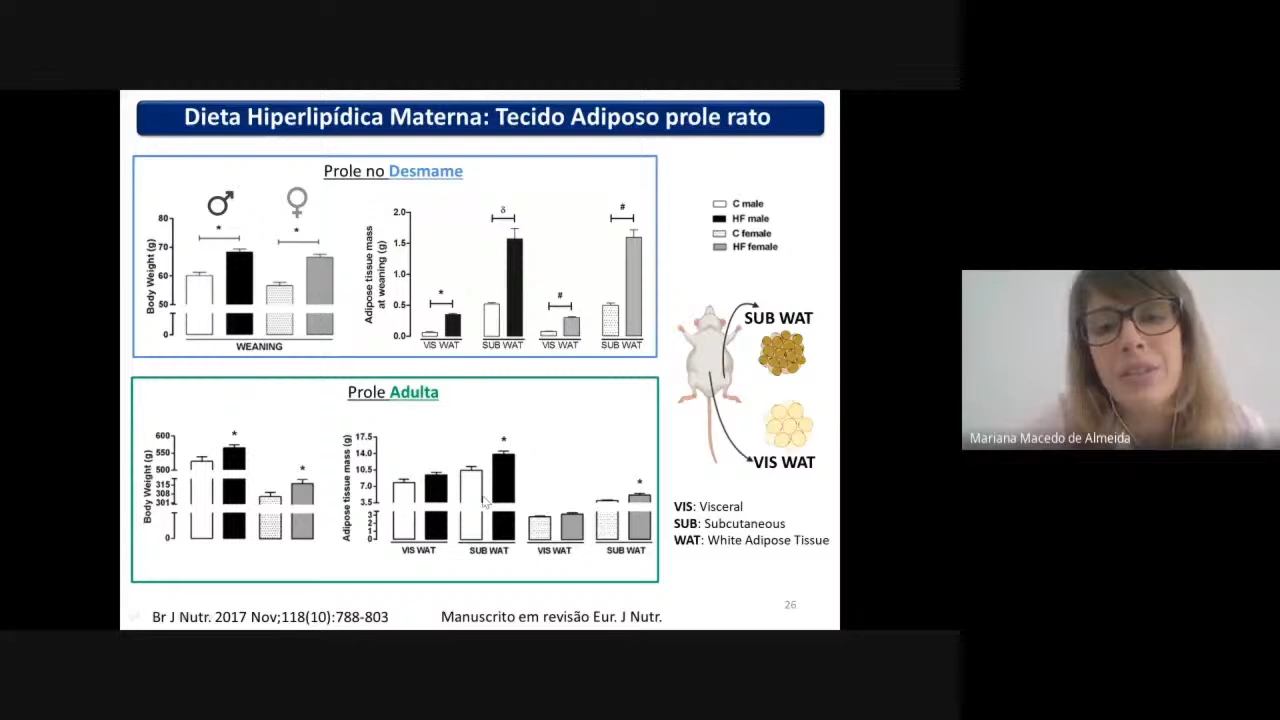 Dieta Hiperlipídica Materna: Tecido Adiposo prole rato
Prole no Desmame
80
70
60
50
0
Body Weight (g)
*
*
WEANING
Adipose tissue mass
at weaning (g)
2.0
1.5
1.0
0.5
0.0
*
δ
#
#
VIS WAT
SUB WAT
VIS WAT
SUB WAT
C male
HF male
C female
HF female
SUB WAT
VIS WAT
Prole Adulta
Body Weight (g)
600
550
500
315
308
301
0
*
*
Adipose tissue mass (g)
17.5
14.0
10.5
7.0
3.5
3
2
1
0
*
*
VIS WAT
SUB WAT
VIS WAT
SUB WAT
VIS: Visceral
SUB: Subcutaneous
WAT: White Adipose Tissue
26
Br J Nutr. 2017 Nov;118(10):788-803
Manuscrito em revisão Eur. J Nutr.
Mariana Macedo de Almeida